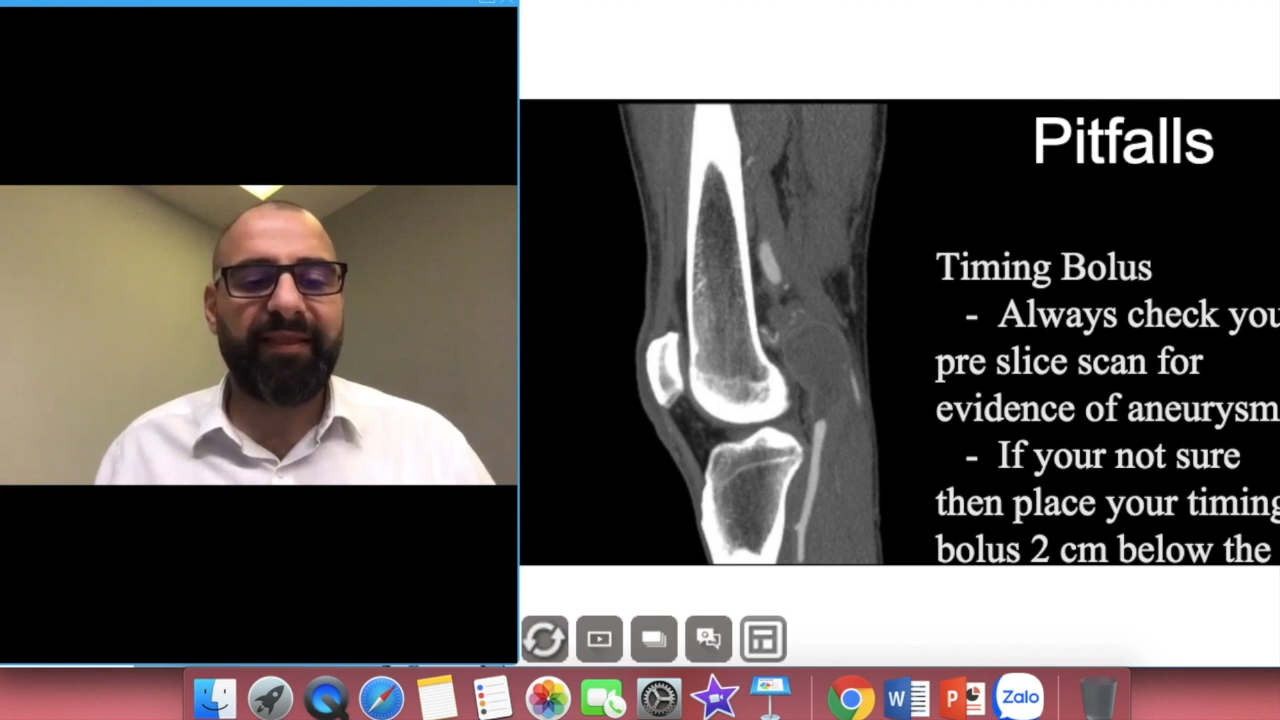 Pitfalls
Timing Bolus
- Always check you
pre slice scan for
evidence of aneurysm
- If your not sure
then place your timing
bolus 2 cm below the
W
P
Zalo